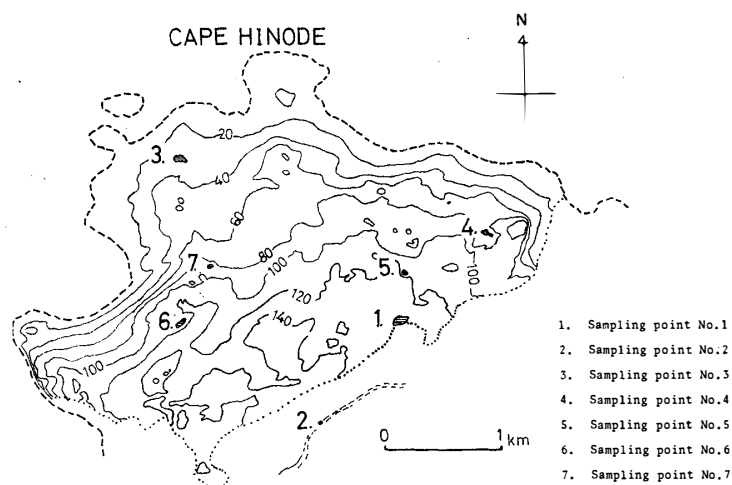 CAPE HINODE
N
20
3.
40
60
4.
80
7.
100
5.
100
120
6.
140
1.
100
2.
0 1 km
1. Sampling point No.1
2. Sampling point No.2
3. Sampling point No.3
4. Sampling point No.4
5. Sampling point No.5
6. Sampling point No.6
7. Sampling point No.7